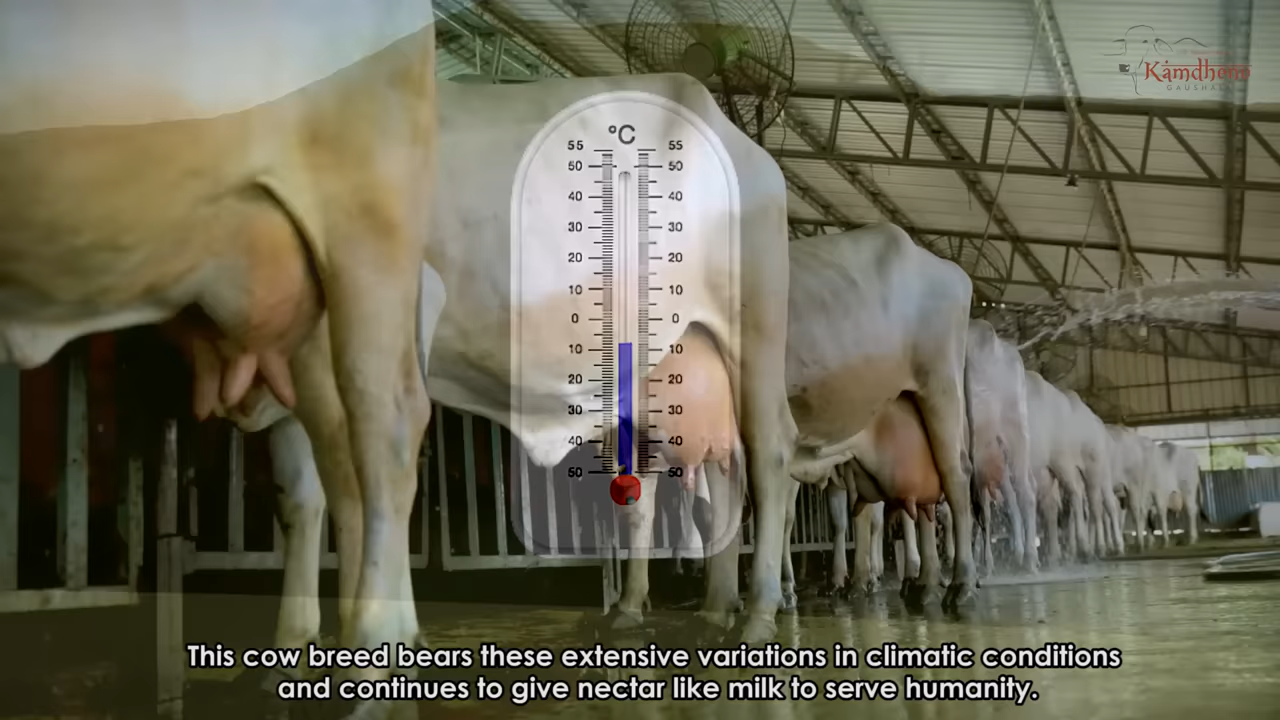 Kāmdhenu
GAUSHALA
°C
55 55
50 50
40 40
30 30
20 20
10 10
0 0
10 10
20 20
30 30
40 40
50 50
This cow breed bears these extensive variations in climatic conditions
and continues to give nectar like milk to serve humanity.